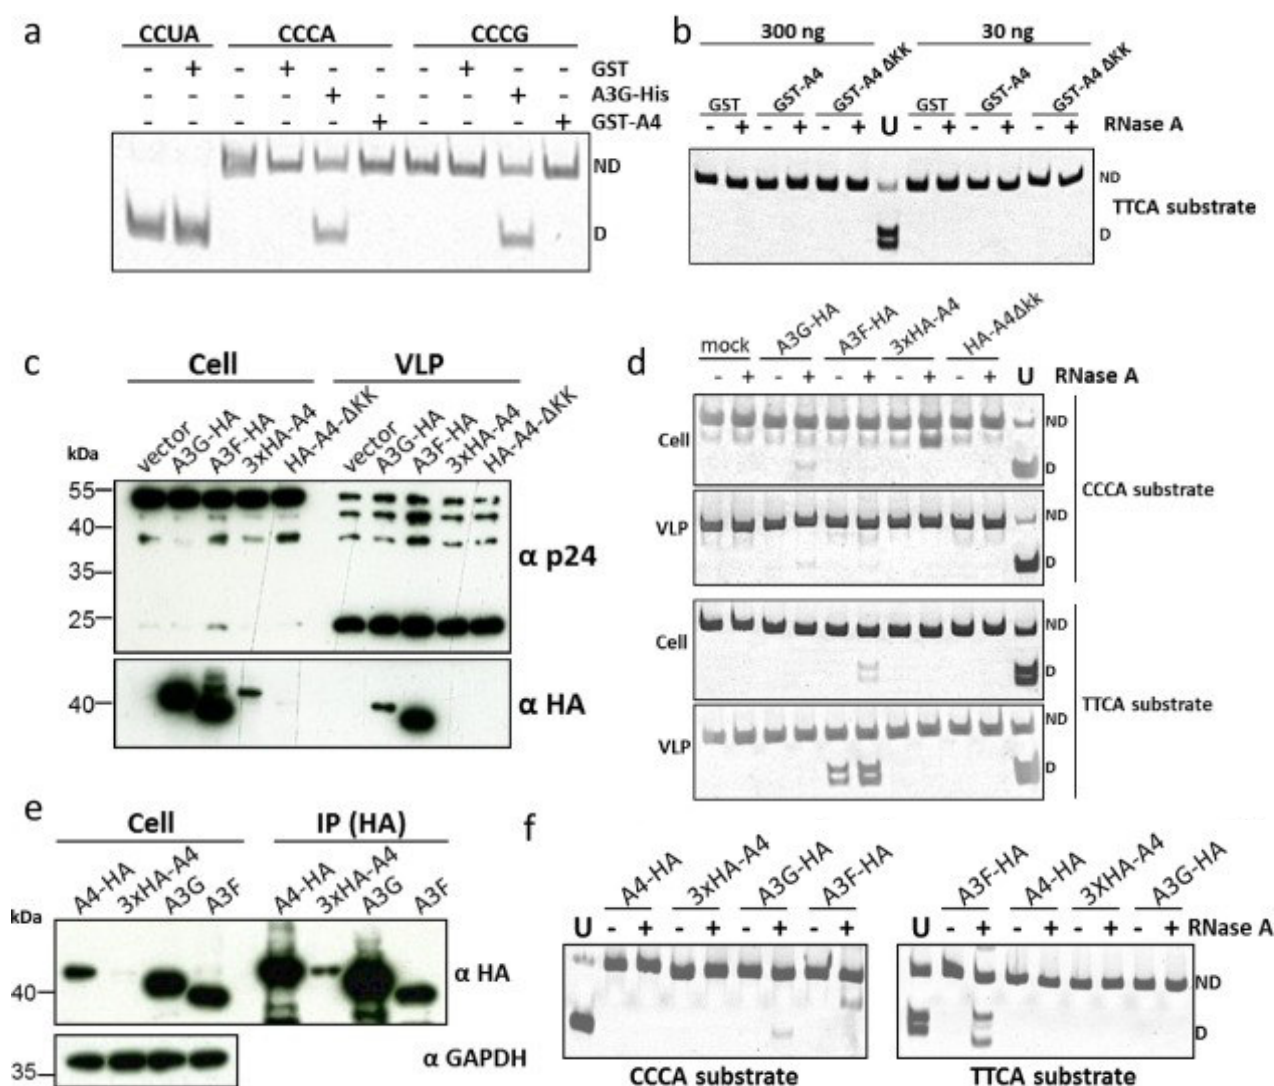 a
CCUA CCCA CCCG
- + - + - - - + - - GST
- - - - + - - - + - A3G-His
- - - - - + - - - + GST-A4
ND
D
b
300 ng 30 ng
GST GST-A4 GST-A4 ΔKK U GST GST-A4 GST-A4 ΔKK
- + - + - + - + - + - + RNase A
ND
TTCA substrate
D
c
Cell VLP
kDa vector A3G-HA A3F-HA 3xHA-A4 HA-A4-ΔKK vector A3G-HA A3F-HA 3xHA-A4 HA-A4-ΔKK
55
40
α p24
35
25
40
α HA
d
mock A3G-HA A3F-HA 3xHA-A4 HA-A4Δkk
- + - + - + - + - + U RNase A
Cell ND
D
CCCA substrate
VLP ND
D
Cell ND
D
TTCA substrate
VLP ND
D
e
Cell IP (HA)
kDa A4-HA 3xHA-A4 A3G A3F A4-HA 3xHA-A4 A3G A3F
α HA
40
35
α GAPDH
f
A4-HA 3xHA-A4 A3G-HA A3F-HA A3F-HA A4-HA 3XHA-A4 A3G-HA
U - + - + - + - + U - + - + - + - + RNase A
ND
D
CCCA substrate TTCA substrate